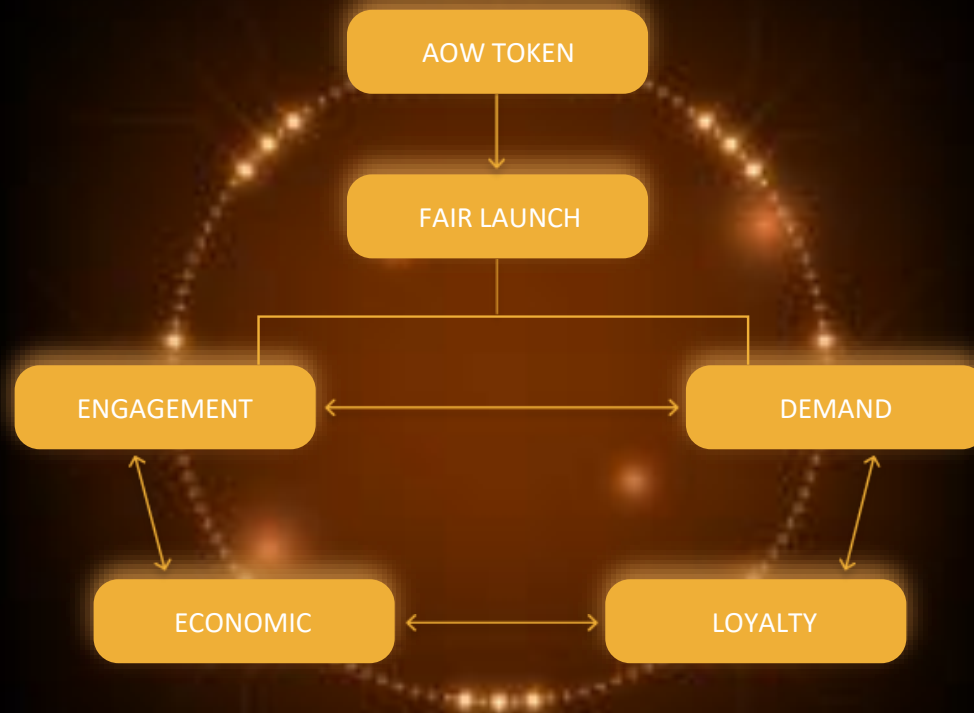 AOW TOKEN
FAIR LAUNCH
ENGAGEMENT
DEMAND
ECONOMIC
LOYALTY